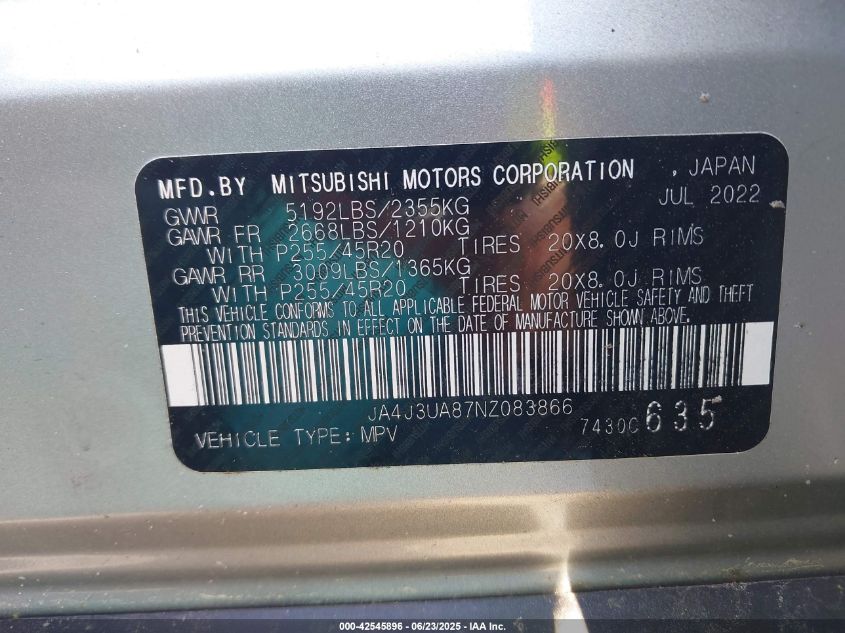 MFD.BY MITSUBISHI MOTORS CORPORATION , JAPAN
JUL 2022
GVWR 5192LBS/2355KG
GAWR FR 2668LBS/1210KG
WITH P255/45R20 TIRES 20X8.0J RIMS
GAWR RR 3009LBS/1365KG
WITH P255/45R20 TIRES 20X8.0J RIMS
THIS VEHICLE CONFORMS TO ALL APPLICABLE FEDERAL MOTOR VEHICLE SAFETY AND THEFT
PREVENTION STANDARDS IN EFFECT ON THE DATE OF MANUFACTURE SHOWN ABOVE.
JA4J3UA87NZ083866
VEHICLE TYPE: MPV 7430C 635
000-42545896 - 06/23/2025 - IAA Inc.